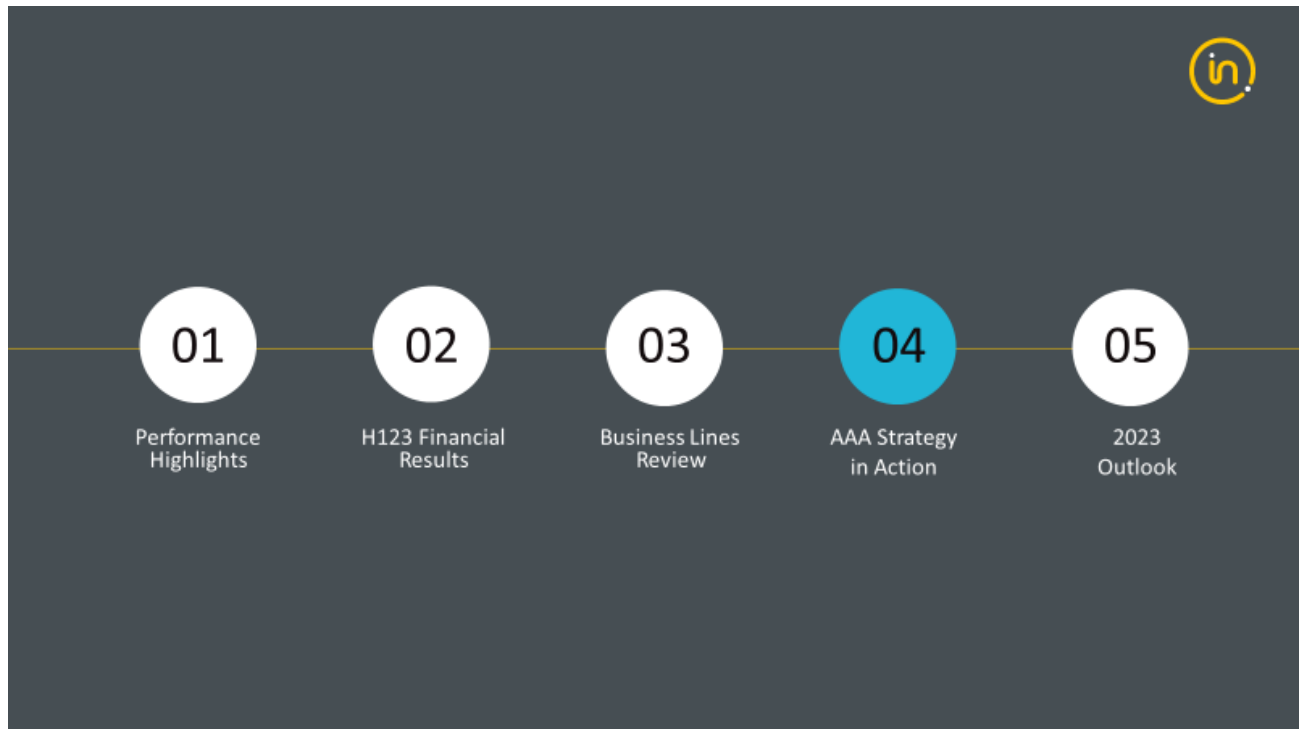 in
01
02
03
04
05
Performance
Highlights
H123 Financial
Results
Business Lines
Review
AAA Strategy
in Action
2023
Outlook